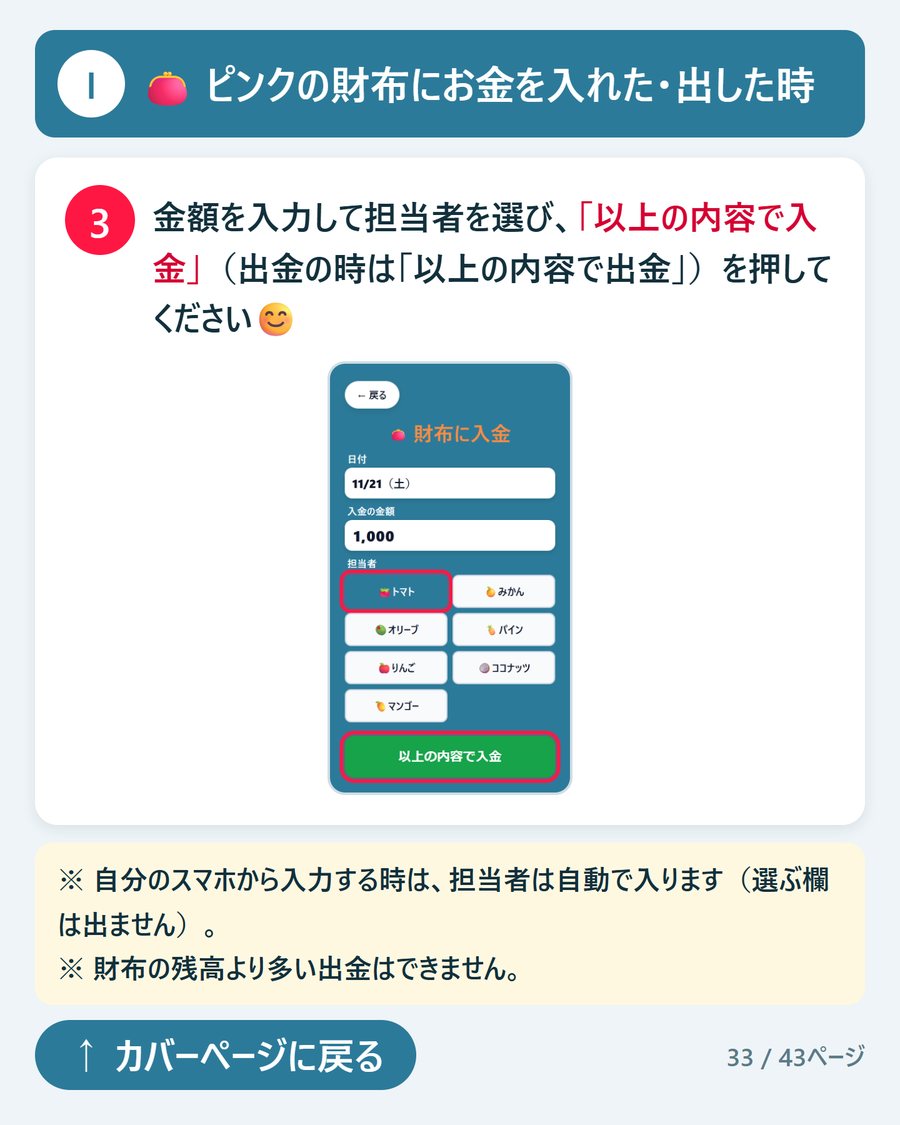 1 ピンクの財布にお金を入れた・出した時
3 金額を入力して担当者を選び、「以上の内容で入
金」（出金の時は「以上の内容で出金」）を押して
ください😊
← 戻る
財布に入金
日付
11/21（土）
入金の金額
1,000
担当者
トマト
みかん
オリーブ
パイン
りんご
ココナッツ
マンゴー
以上の内容で入金
※ 自分のスマホから入力する時は、担当者は自動で入ります（選ぶ欄
は出ません）。
※ 財布の残高より多い出金はできません。
↑ カバーページに戻る
33 / 43ページ